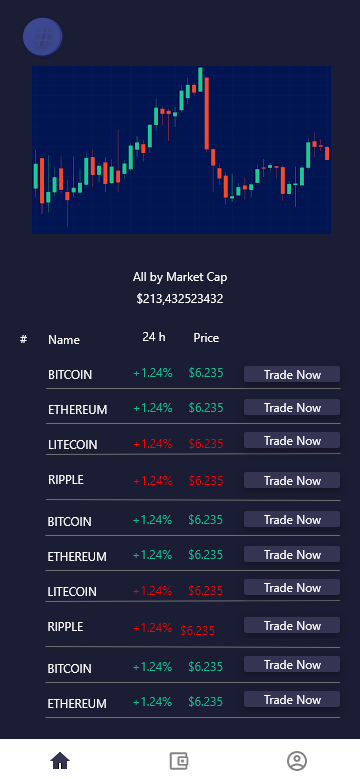 All by Market Cap
$213,432523432
# Name 24 h Price
BITCOIN +1.24% $6.235 Trade Now
ETHEREUM +1.24% $6.235 Trade Now
LITECOIN +1.24% $6.235 Trade Now
RIPPLE +1.24% $6.235 Trade Now
BITCOIN +1.24% $6.235 Trade Now
ETHEREUM +1.24% $6.235 Trade Now
LITECOIN +1.24% $6.235 Trade Now
RIPPLE +1.24% $6.235 Trade Now
BITCOIN +1.24% $6.235 Trade Now
ETHEREUM +1.24% $6.235 Trade Now